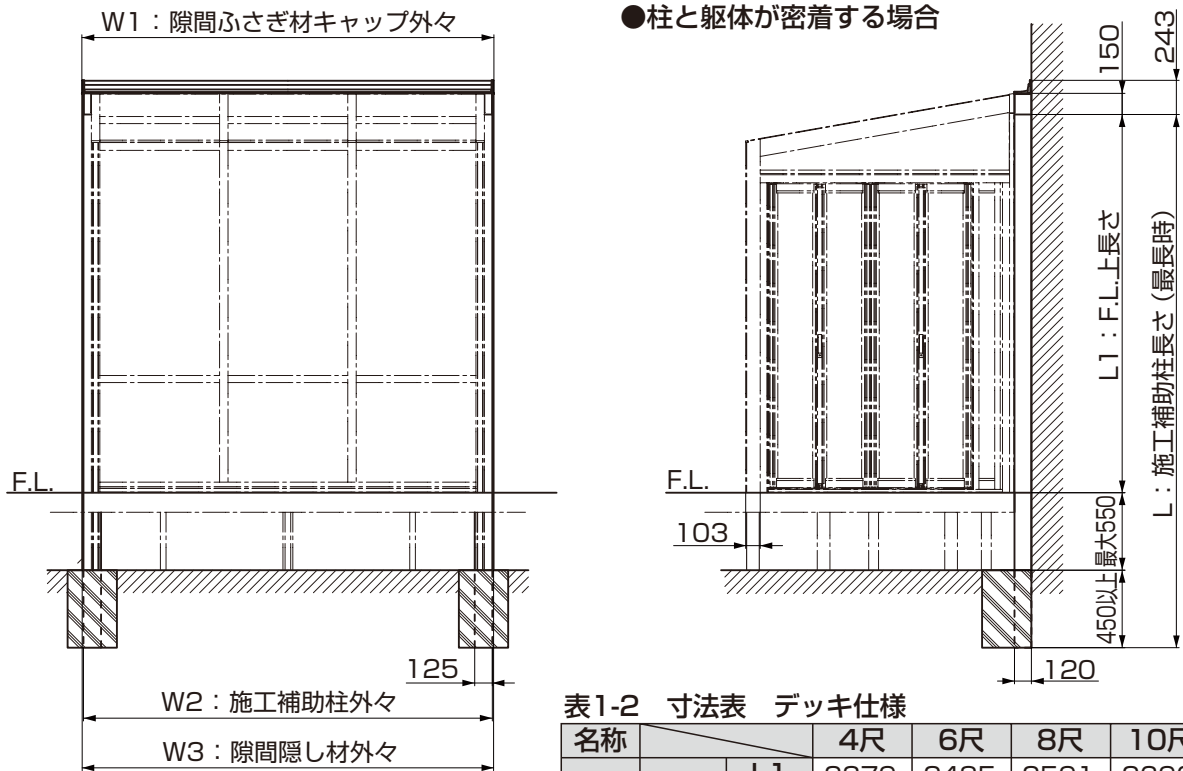 W1：隙間ふさぎ材キャップ外々
●柱と躯体が密着する場合
150
243
L1：F.L.上長さ
L：施工補助柱長さ（最長時）
F.L.
F.L.
103
最大550
450以上
125
120
W2：施工補助柱外々
W3：隙間隠し材外々
表1-2　寸法表　デッキ仕様
名称 4尺 6尺 8尺 10尺